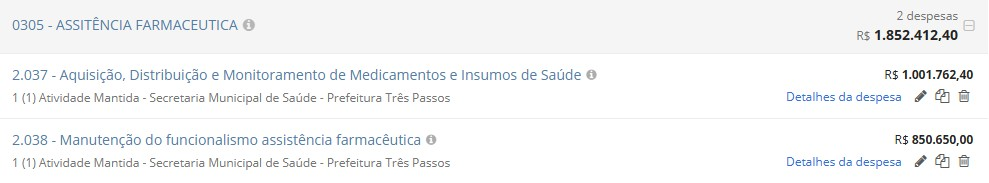 0305 - ASSITÊNCIA FARMACEUTICA
2 despesas
R$ 1.852.412,40
2.037 - Aquisição, Distribuição e Monitoramento de Medicamentos e Insumos de Saúde
R$ 1.001.762,40
1 (1) Atividade Mantida - Secretaria Municipal de Saúde - Prefeitura Três Passos
Detalhes da despesa
2.038 - Manutenção do funcionalismo assistência farmacêutica
R$ 850.650,00
1 (1) Atividade Mantida - Secretaria Municipal de Saúde - Prefeitura Três Passos
Detalhes da despesa